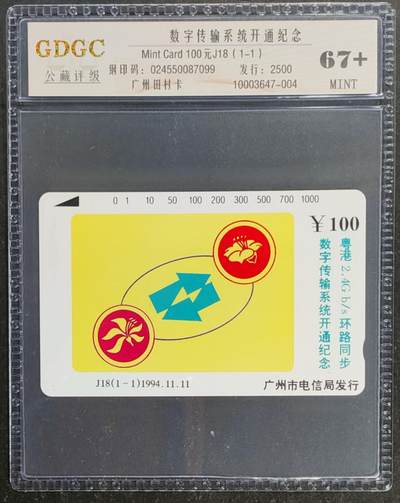 GDGC
公藏评级
数字传输系统开通纪念
Mint Card 100元J18（1-1）
钢印码：024550087099 发行：2500
广州田村卡 10003647-004
67+
MINT
0 1 10 50 100 200 300 500 700 1000
￥100
粤港2.4Gb/s环路同步
数字传输系统开通纪念
J18(1-1)1994.11.11
广州市电信局发行